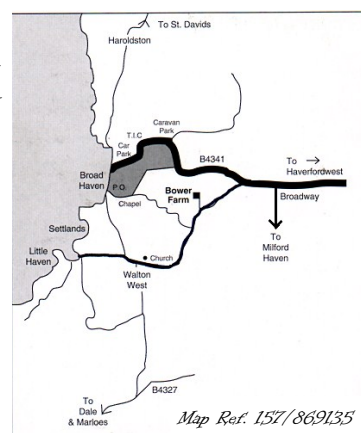 To St. Davids
Haroldston
Caravan
Park
T.I.C
Car
Park
B4341
To →
Haverfordwest
Broad
Haven
P.O.
Bower
Farm
Broadway
Chapel
Settlands
To
Milford
Haven
Little
Haven
Church
Walton
West
B4327
To
Dale
& Marloes
Map Ref. 157/869135